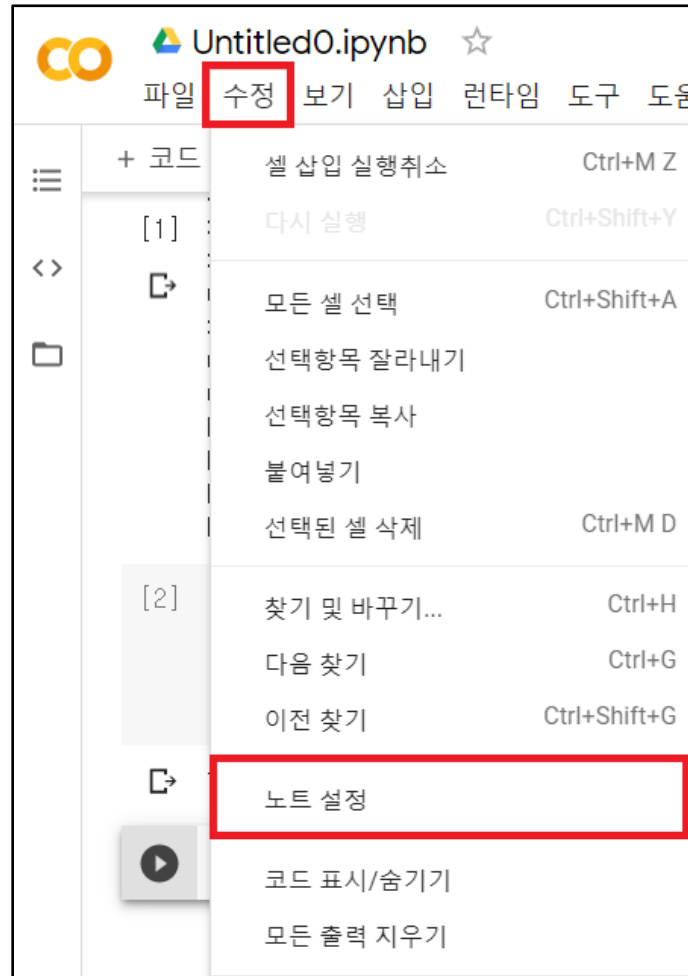 Untitled0.ipynb
파일 수정 보기 삽입 런타임 도구
+ 코드
셀 삽입 실행취소 Ctrl+M Z
[1] 다시 실행 Ctrl+Shift+Y
모든 셀 선택 Ctrl+Shift+A
선택항목 잘라내기
선택항목 복사
붙여넣기
선택된 셀 삭제 Ctrl+M D
[2] 찾기 및 바꾸기... Ctrl+H
다음 찾기 Ctrl+G
이전 찾기 Ctrl+Shift+G
노트 설정
코드 표시/숨기기
모든 출력 지우기